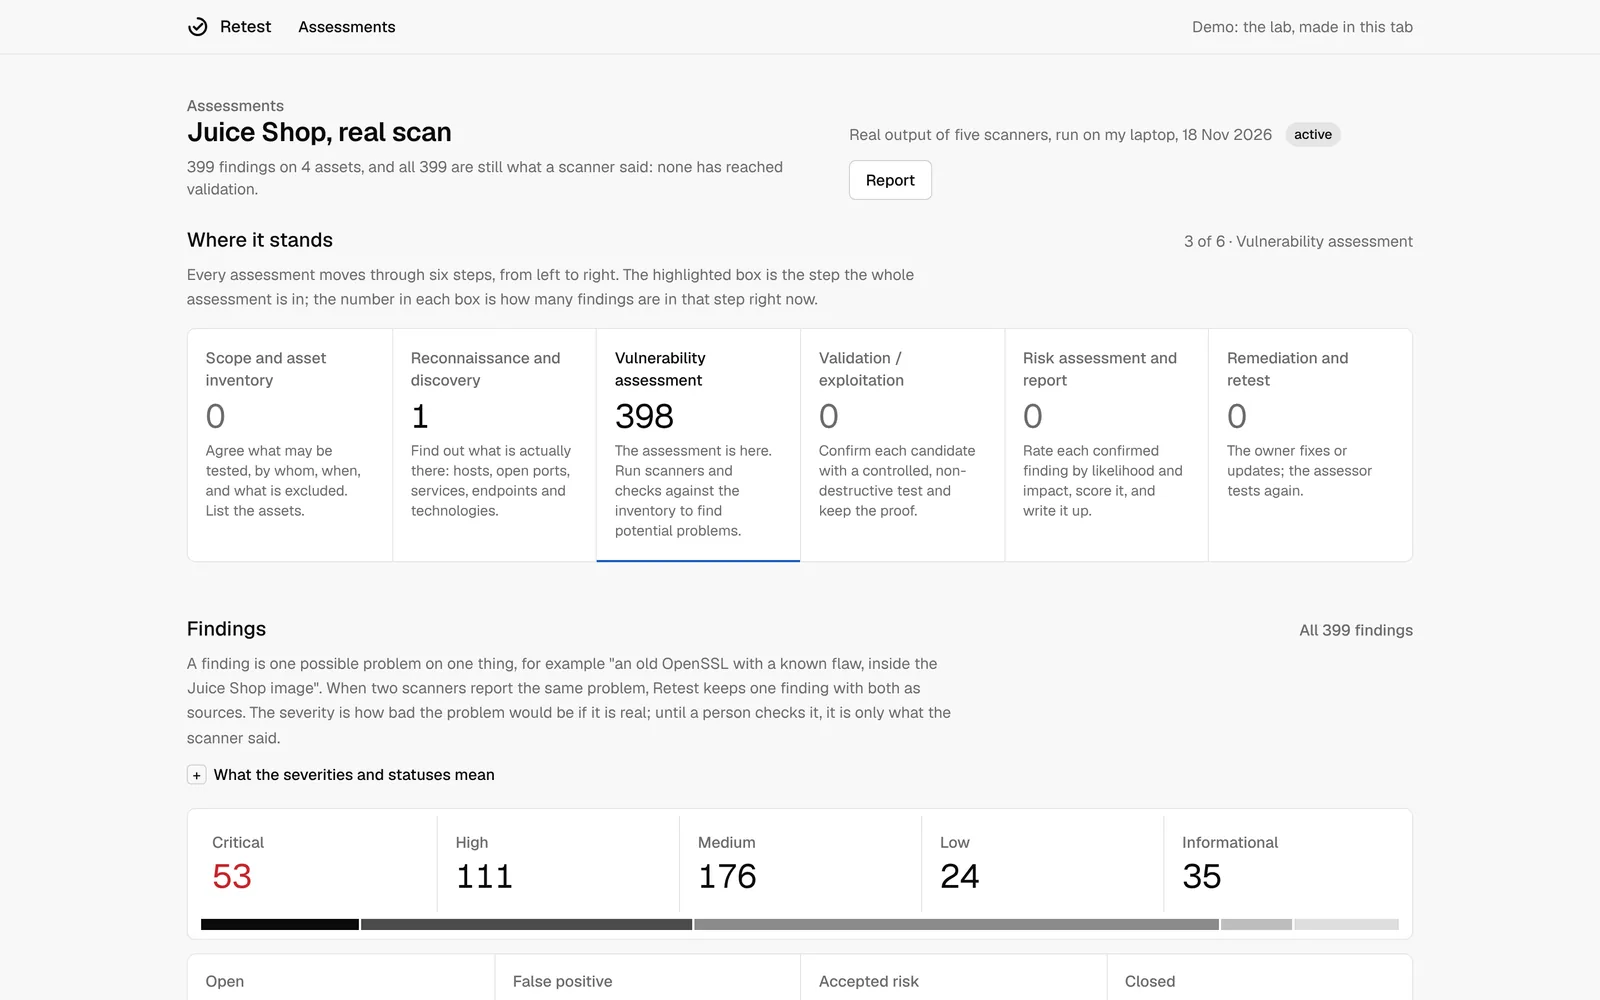 Retest
Assessments
Demo: the lab, made in this tab
Assessments
Juice Shop, real scan
399 findings on 4 assets, and all 399 are still what a scanner said: none has reached
validation.
Real output of five scanners, run on my laptop, 18 Nov 2026
active
Report
Where it stands
3 of 6 · Vulnerability assessment
Every assessment moves through six steps, from left to right. The highlighted box is the step the whole
assessment is in; the number in each box is how many findings are in that step right now.
Scope and asset
inventory
0
Agree what may be
tested, by whom, when,
and what is excluded.
List the assets.
Reconnaissance and
discovery
1
Find out what is actually
there: hosts, open ports,
services, endpoints and
technologies.
Vulnerability
assessment
398
The assessment is here.
Run scanners and
checks against the
inventory to find
potential problems.
Validation /
exploitation
0
Confirm each candidate
with a controlled, non-
destructive test and
keep the proof.
Risk assessment and
report
0
Rate each confirmed
finding by likelihood and
impact, score it, and
write it up.
Remediation and
retest
0
The owner fixes or
updates; the assessor
tests again.
Findings
All 399 findings
A finding is one possible problem on one thing, for example "an old OpenSSL with a known flaw, inside the
Juice Shop image". When two scanners report the same problem, Retest keeps one finding with both as
sources. The severity is how bad the problem would be if it is real; until a person checks it, it is only what the
scanner said.
+ What the severities and statuses mean
Critical
53
High
111
Medium
176
Low
24
Informational
35
Open
False positive
Accepted risk
Closed